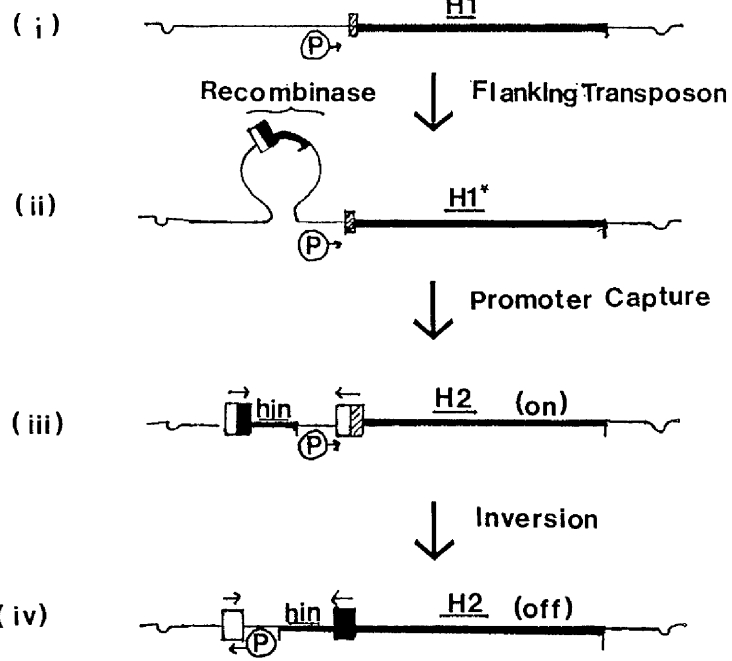 (i) H1
P
Recombinase Flanking Transposon
(ii) H1*
P
Promoter Capture
(iii) hin H2 (on)
P
Inversion
(iv) hin H2 (off)
P